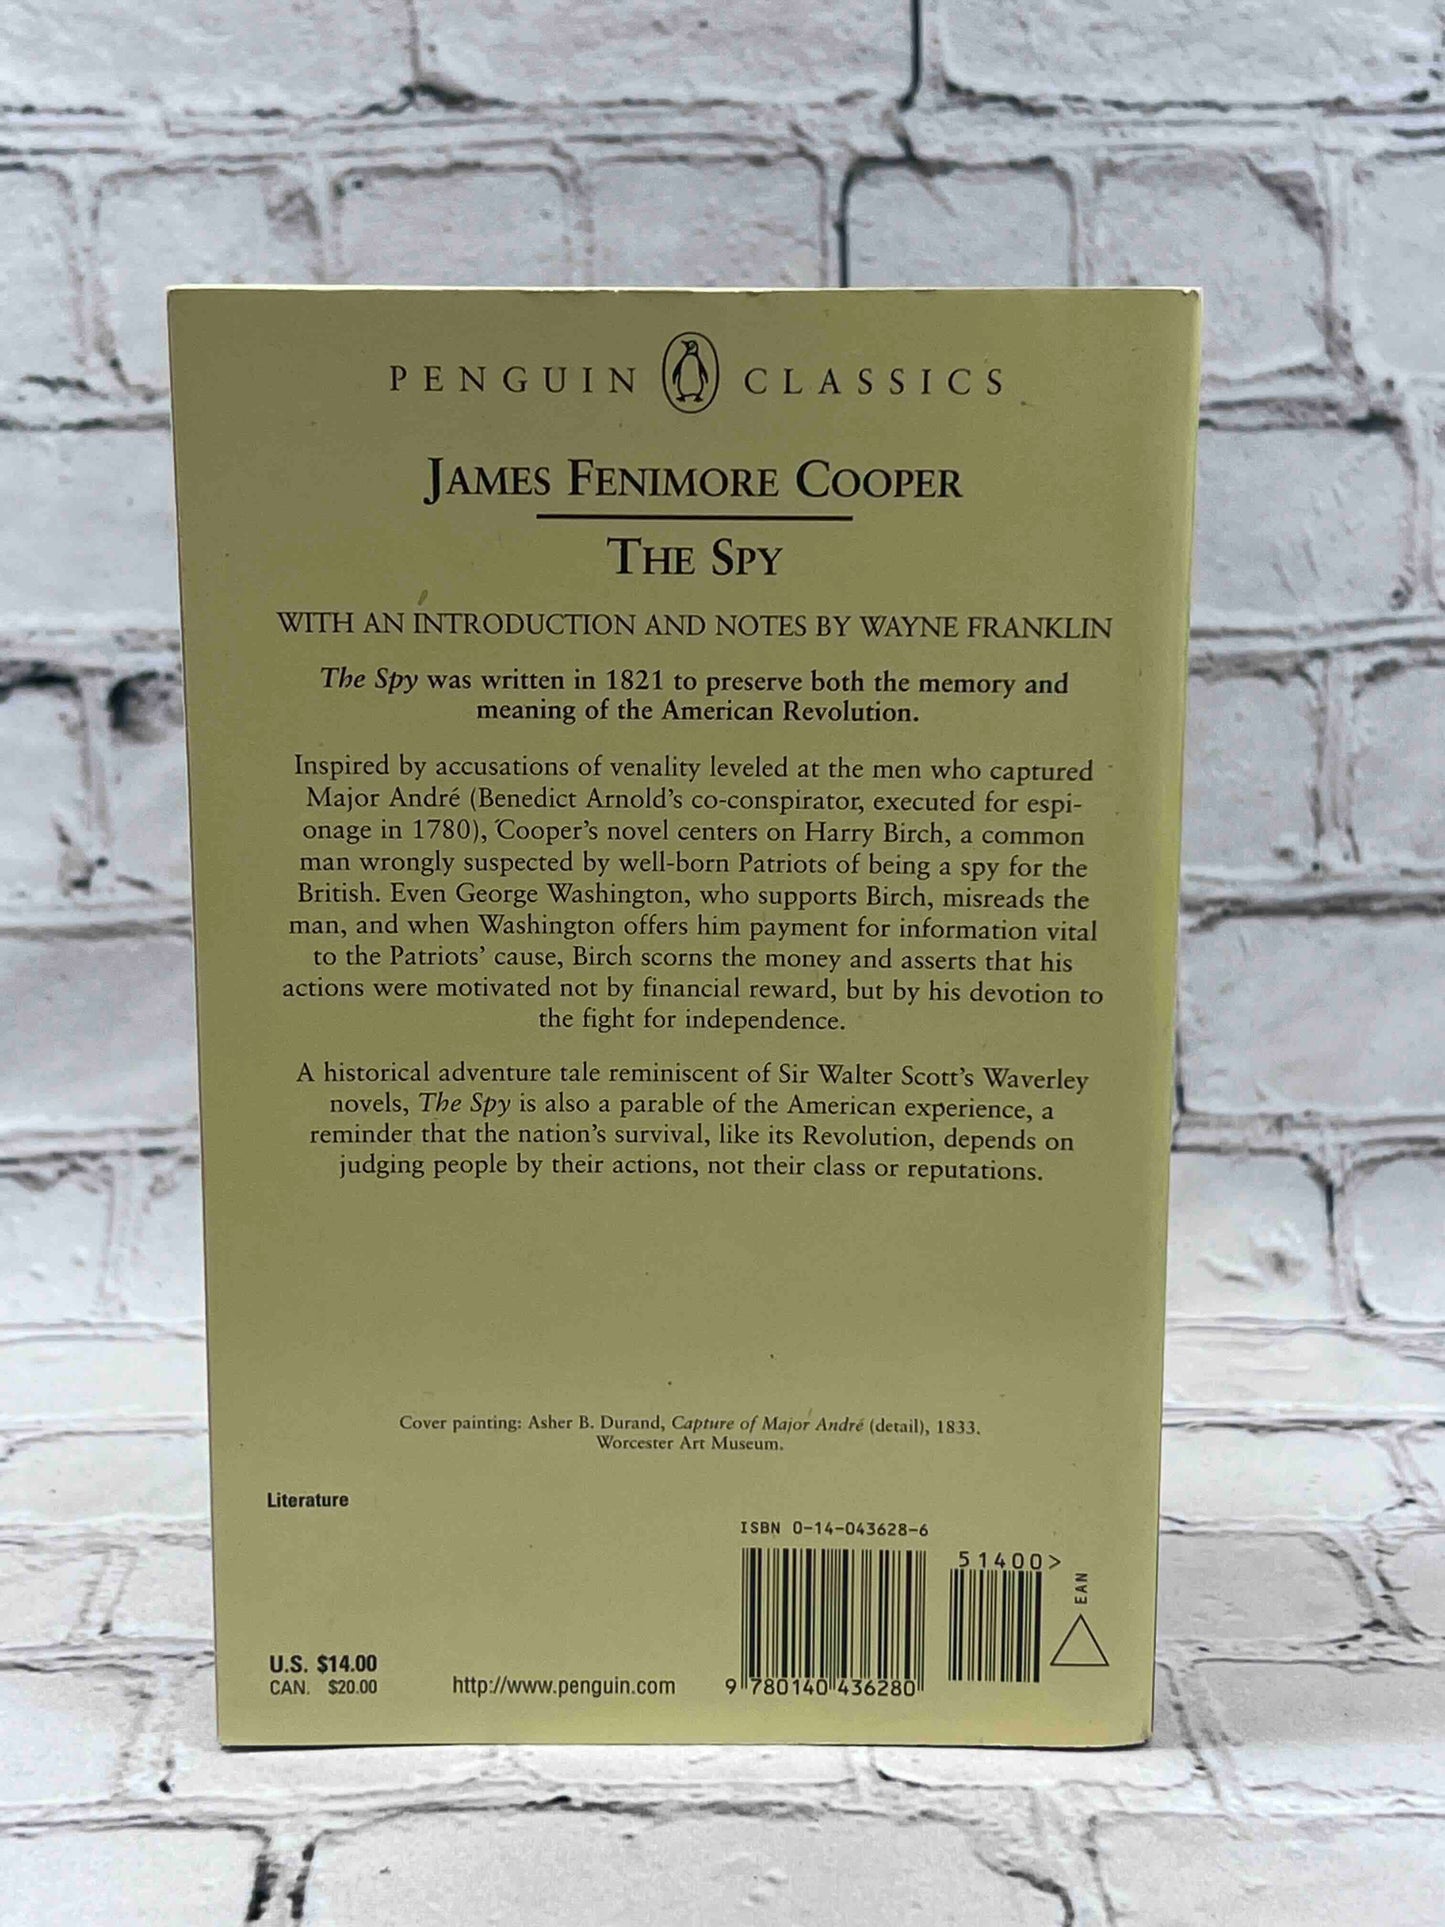 PENGUIN CLASSICS
JAMES FENIMORE COOPER
THE SPY
WITH AN INTRODUCTION AND NOTES BY WAYNE FRANKLIN
The Spy was written in 1821 to preserve both the memory and
meaning of the American Revolution.
Inspired by accusations of venality leveled at the men who captured
Major André (Benedict Arnold's co-conspirator, executed for espi-
onage in 1780), Cooper's novel centers on Harry Birch, a common
man wrongly suspected by well-born Patriots of being a spy for the
British. Even George Washington, who supports Birch, misreads the
man, and when Washington offers him payment for information vital
to the Patriots' cause, Birch scorns the money and asserts that his
actions were motivated not by financial reward, but by his devotion to
the fight for independence.
A historical adventure tale reminiscent of Sir Walter Scott's Waverley
novels, The Spy is also a parable of the American experience, a
reminder that the nation's survival, like its Revolution, depends on
judging people by their actions, not their class or reputations.
Cover painting: Asher B. Durand, Capture of Major André (detail), 1833.
Worcester Art Museum.
Literature
ISBN 0-14-043628-6
51400>
EAN
9 780140 436280
U.S. $14.00
CAN. $20.00
http://www.penguin.com